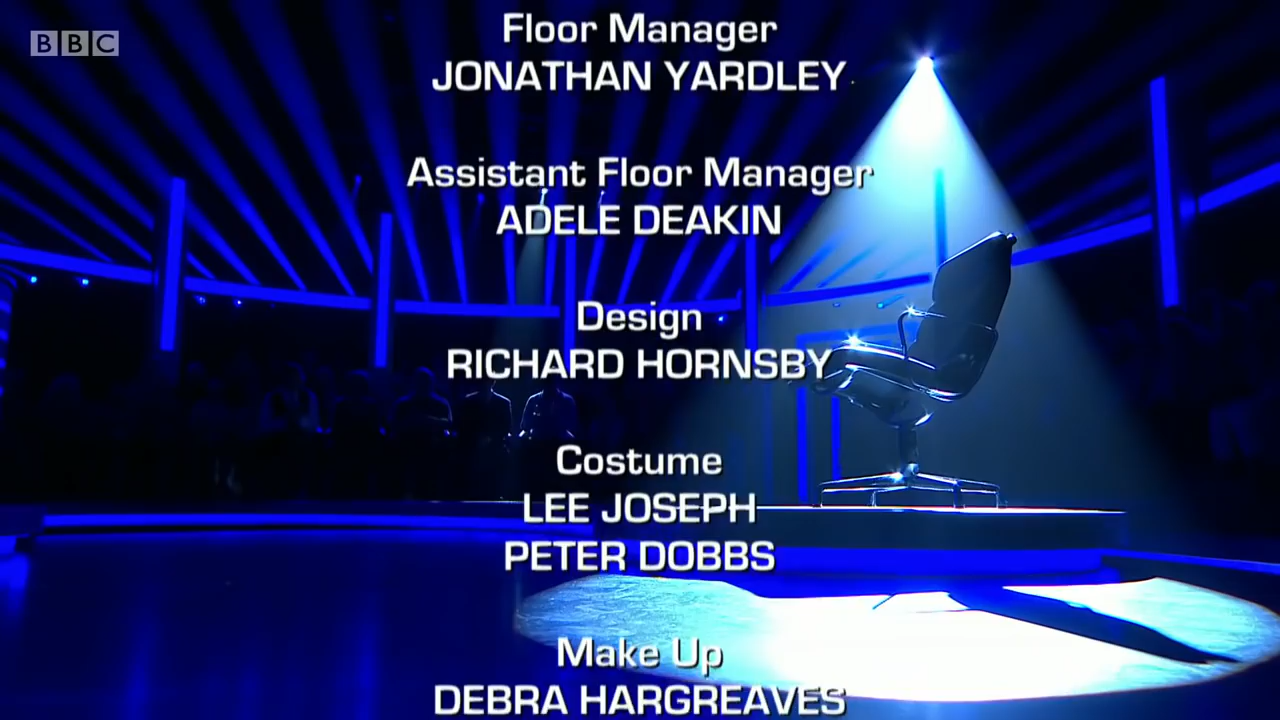 BBC
Floor Manager
JONATHAN YARDLEY
Assistant Floor Manager
ADELE DEAKIN
Design
RICHARD HORNSBY
Costume
LEE JOSEPH
PETER DOBBS
Make Up
DEBRA HARGREAVES